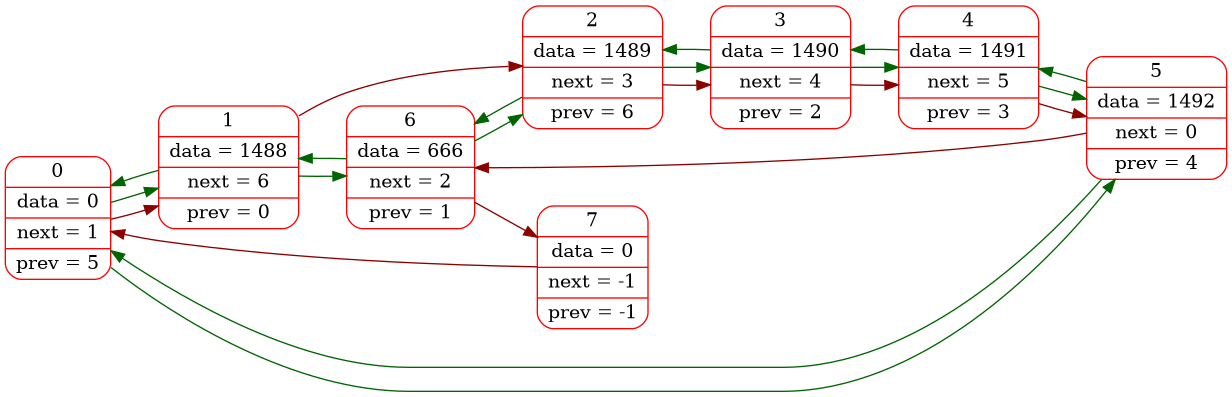 0
data = 0
next = 1
prev = 5
1
data = 1488
next = 6
prev = 0
6
data = 666
next = 2
prev = 1
2
data = 1489
next = 3
prev = 6
3
data = 1490
next = 4
prev = 2
4
data = 1491
next = 5
prev = 3
5
data = 1492
next = 0
prev = 4
7
data = 0
next = -1
prev = -1